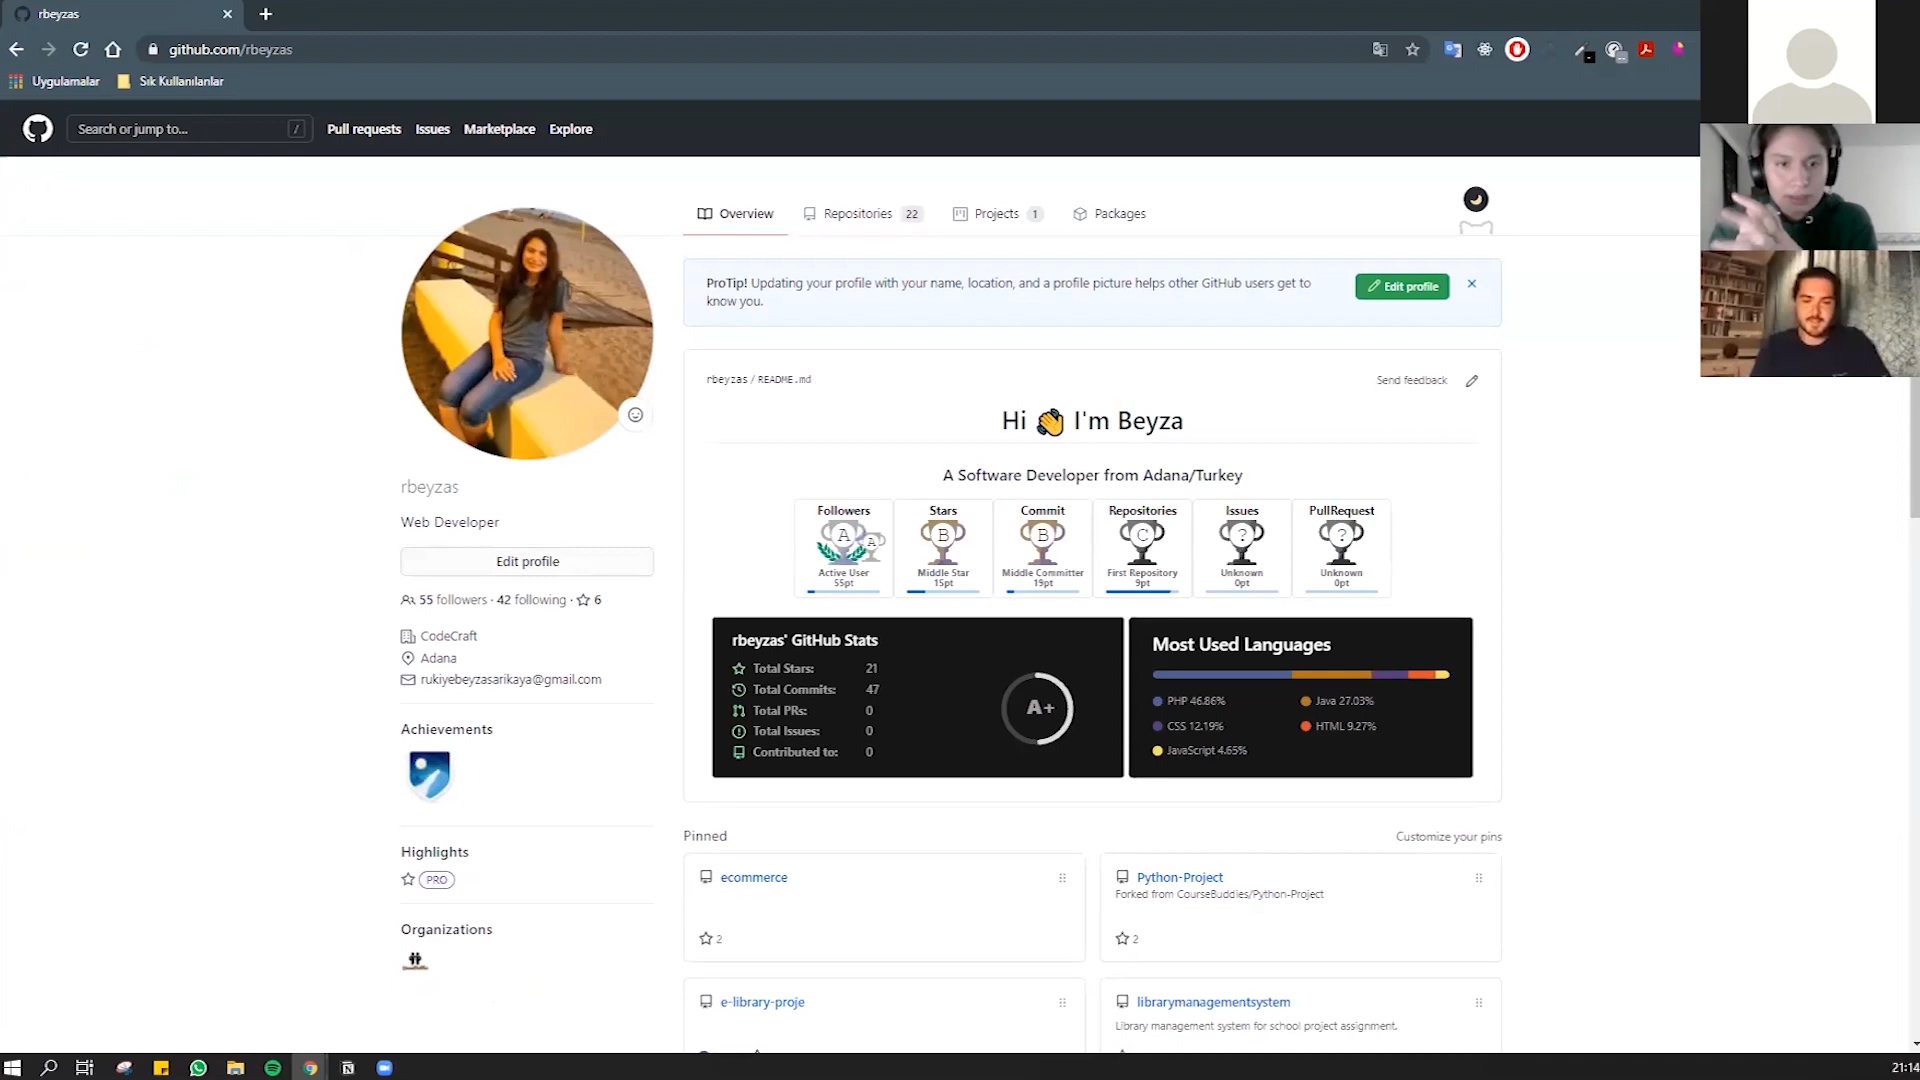 rbeyzas
github.com/rbeyzas
Uygulamalar
Sık Kullanılanlar
Search or jump to...
/
Pull requests
Issues
Marketplace
Explore
Overview
Repositories 22
Projects 1
Packages
ProTip! Updating your profile with your name, location, and a profile picture helps other GitHub users get to
know you.
Edit profile
rbeyzas / README.md
Send feedback
Hi 👋 I'm Beyza
A Software Developer from Adana/Turkey
Followers
A
A
Active User
55pt
Stars
B
Middle Star
15pt
Commit
B
Middle Committer
19pt
Repositories
C
First Repository
9pt
Issues
?
Unknown
0pt
PullRequest
?
Unknown
0pt
rbeyzas' GitHub Stats
Total Stars: 21
Total Commits: 47
Total PRs: 0
Total Issues: 0
Contributed to: 0
A+
Most Used Languages
PHP 46.86%
Java 27.03%
CSS 12.19%
HTML 9.27%
JavaScript 4.65%
rbeyzas
Web Developer
Edit profile
55 followers · 42 following · 6
CodeCraft
Adana
rukiyebeyzasarikaya@gmail.com
Achievements
Highlights
PRO
Organizations
Pinned
Customize your pins
ecommerce
2
Python-Project
Forked from CourseBuddies/Python-Project
2
e-library-proje
librarymanagementsystem
Library management system for school project assignment.
21:14